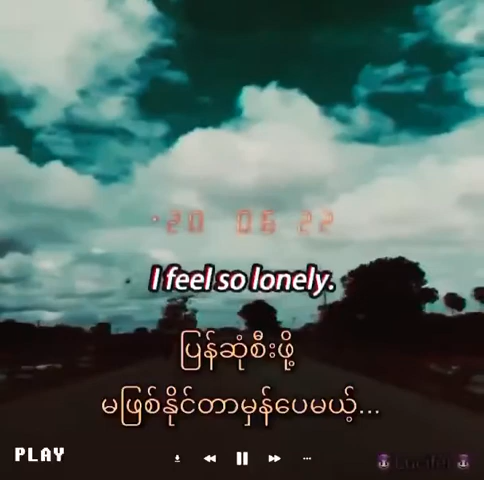 20 06 22
I feel so lonely.
ပြန်ဆုံစီးဖို့
မဖြစ်နိုင်တာမှန်ပေမယ့်...
PLAY
Lucifer